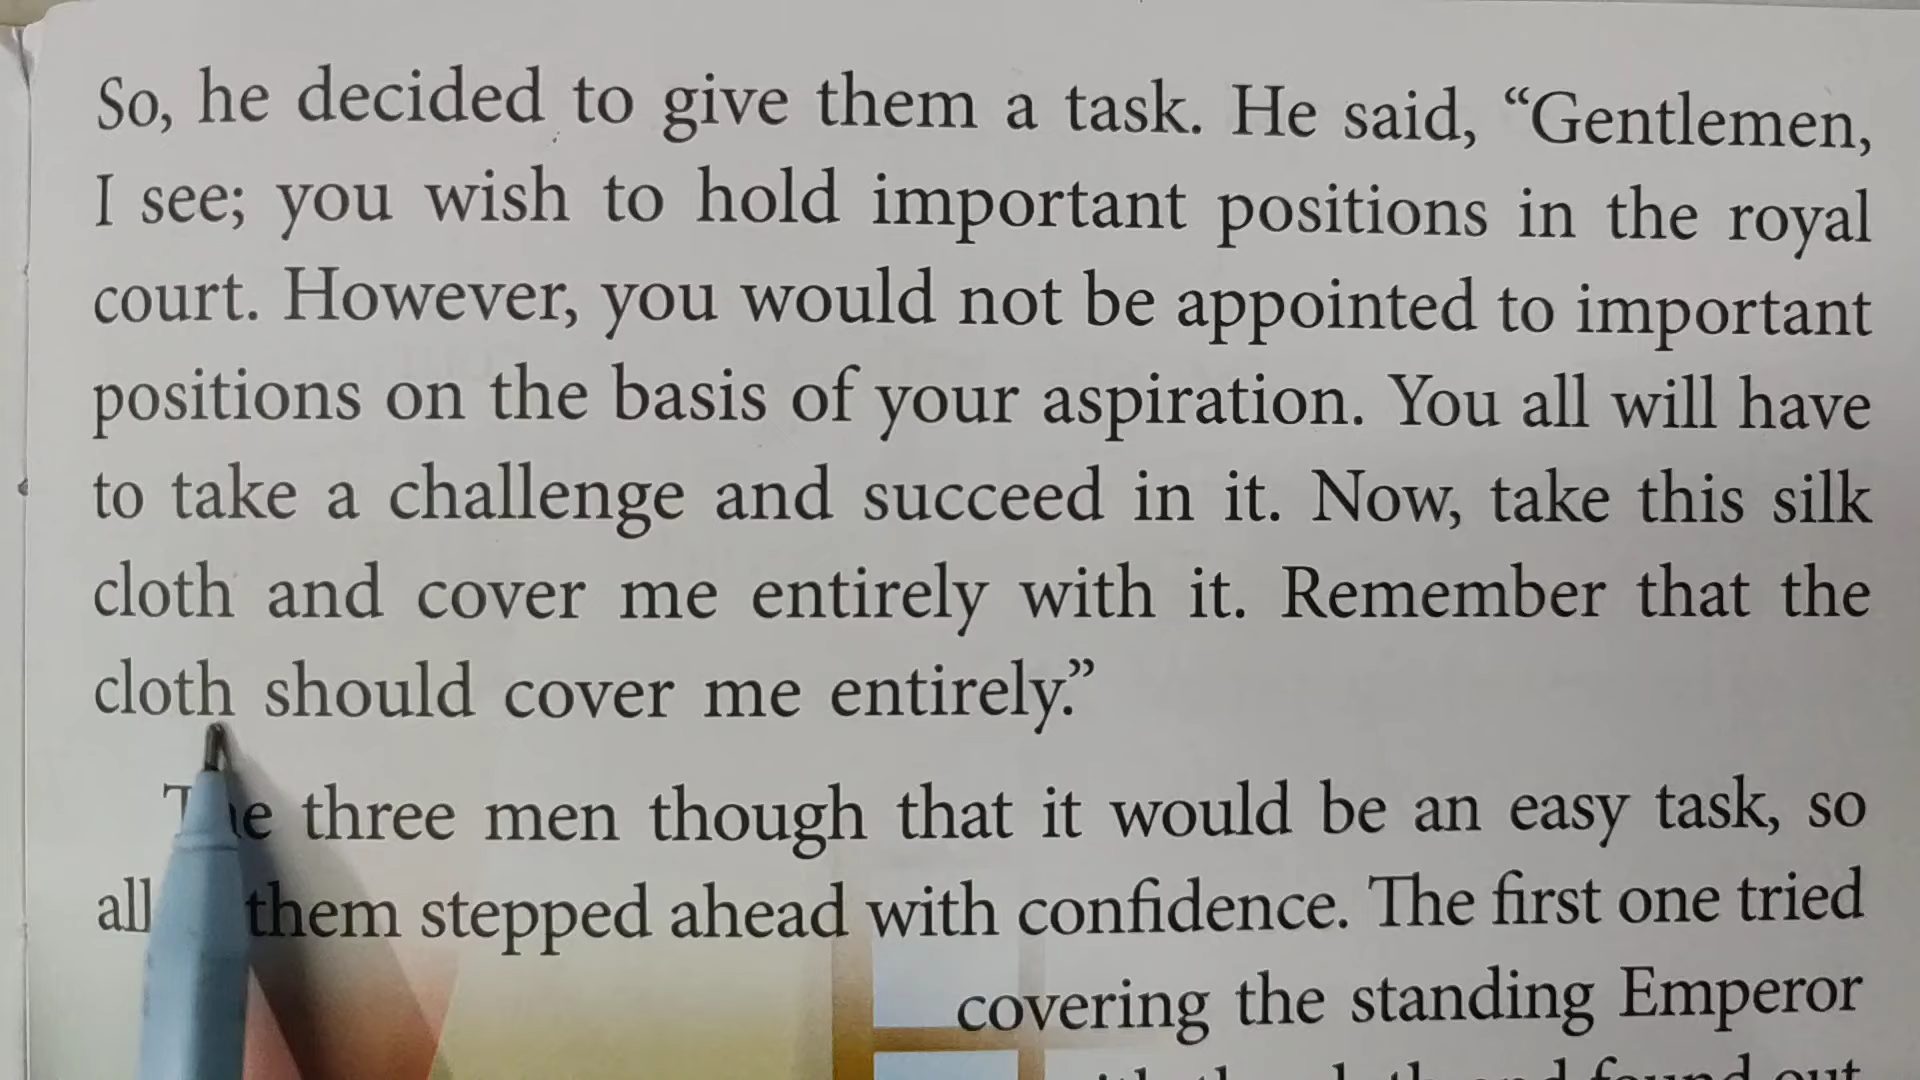 So, he decided to give them a task. He said, “Gentlemen,
I see; you wish to hold important positions in the royal
court. However, you would not be appointed to important
positions on the basis of your aspiration. You all will have
to take a challenge and succeed in it. Now, take this silk
cloth and cover me entirely with it. Remember that the
cloth should cover me entirely.”
The three men though that it would be an easy task, so
all them stepped ahead with confidence. The first one tried
covering the standing Emperor
found out